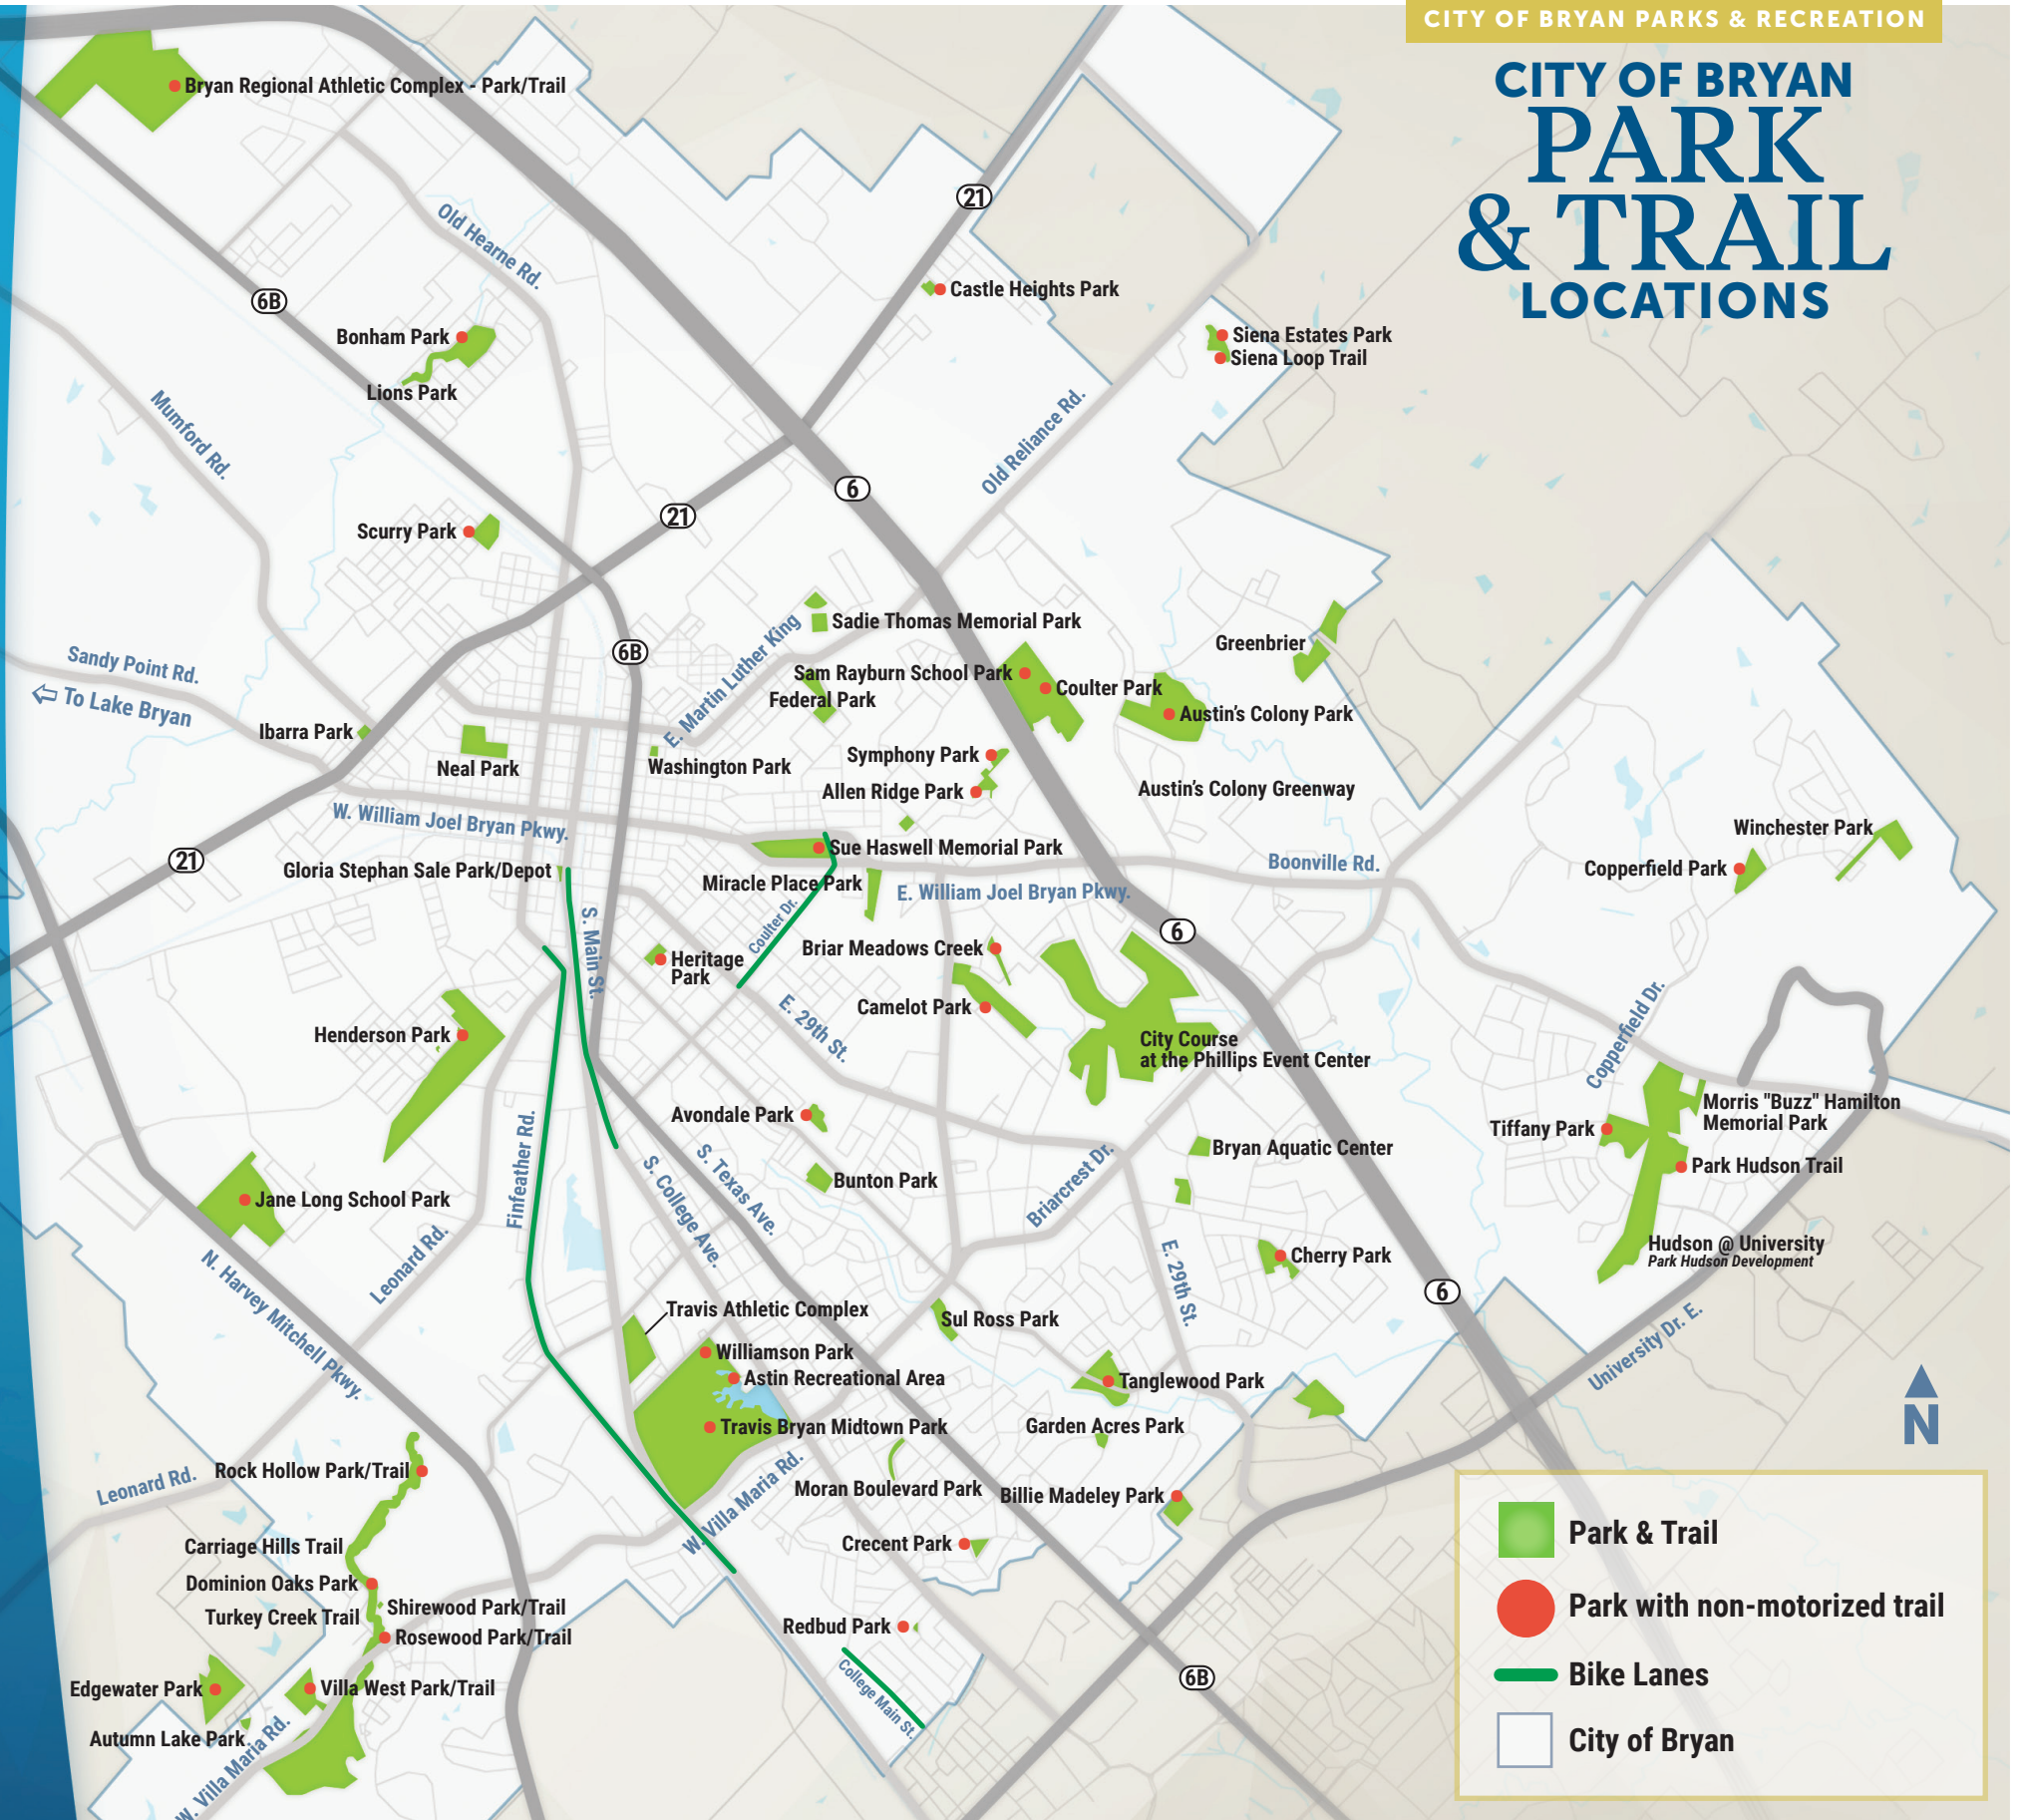 CITY OF BRYAN PARKS & RECREATION
CITY OF BRYAN
PARK
& TRAIL
LOCATIONS
Bryan Regional Athletic Complex - Park/Trail
21
Old Hearne Rd.
6B
Castle Heights Park
Bonham Park
Siena Estates Park
Siena Loop Trail
Lions Park
Mumford Rd.
Old Reliance Rd.
6
21
Scurry Park
Sadie Thomas Memorial Park
Greenbrier
6B
E. Martin Luther King
Sandy Point Rd.
To Lake Bryan
Sam Rayburn School Park
Coulter Park
Federal Park
Austin's Colony Park
Ibarra Park
Neal Park
Washington Park
Symphony Park
Allen Ridge Park
Austin's Colony Greenway
W. William Joel Bryan Pkwy.
Winchester Park
Sue Haswell Memorial Park
21
Boonville Rd.
Copperfield Park
Gloria Stephan Sale Park/Depot
Miracle Place Park
E. William Joel Bryan Pkwy.
Coulter Dr.
6
S. Main St.
Briar Meadows Creek
Heritage
Park
Camelot Park
E. 29th St.
Henderson Park
City Course
at the Phillips Event Center
Copperfield Dr.
Morris "Buzz" Hamilton
Memorial Park
Avondale Park
Tiffany Park
Bryan Aquatic Center
Finfeather Rd.
Park Hudson Trail
Bunton Park
S. Texas Ave.
S. College Ave.
Briarcrest Dr.
Jane Long School Park
Leonard Rd.
N. Harvey Mitchell Pkwy.
Hudson @ University
Park Hudson Development
Cherry Park
E. 29th St.
6
Travis Athletic Complex
Sul Ross Park
University Dr. E.
Williamson Park
Astin Recreational Area
Tanglewood Park
Travis Bryan Midtown Park
Garden Acres Park
N
Rock Hollow Park/Trail
Leonard Rd.
W. Villa Maria Rd.
Moran Boulevard Park
Billie Madeley Park
Carriage Hills Trail
Crecent Park
Dominion Oaks Park
Shirewood Park/Trail
Turkey Creek Trail
Rosewood Park/Trail
Redbud Park
College Main St.
6B
Edgewater Park
Villa West Park/Trail
Autumn Lake Park
W. Villa Maria Rd.
Park & Trail
Park with non-motorized trail
Bike Lanes
City of Bryan